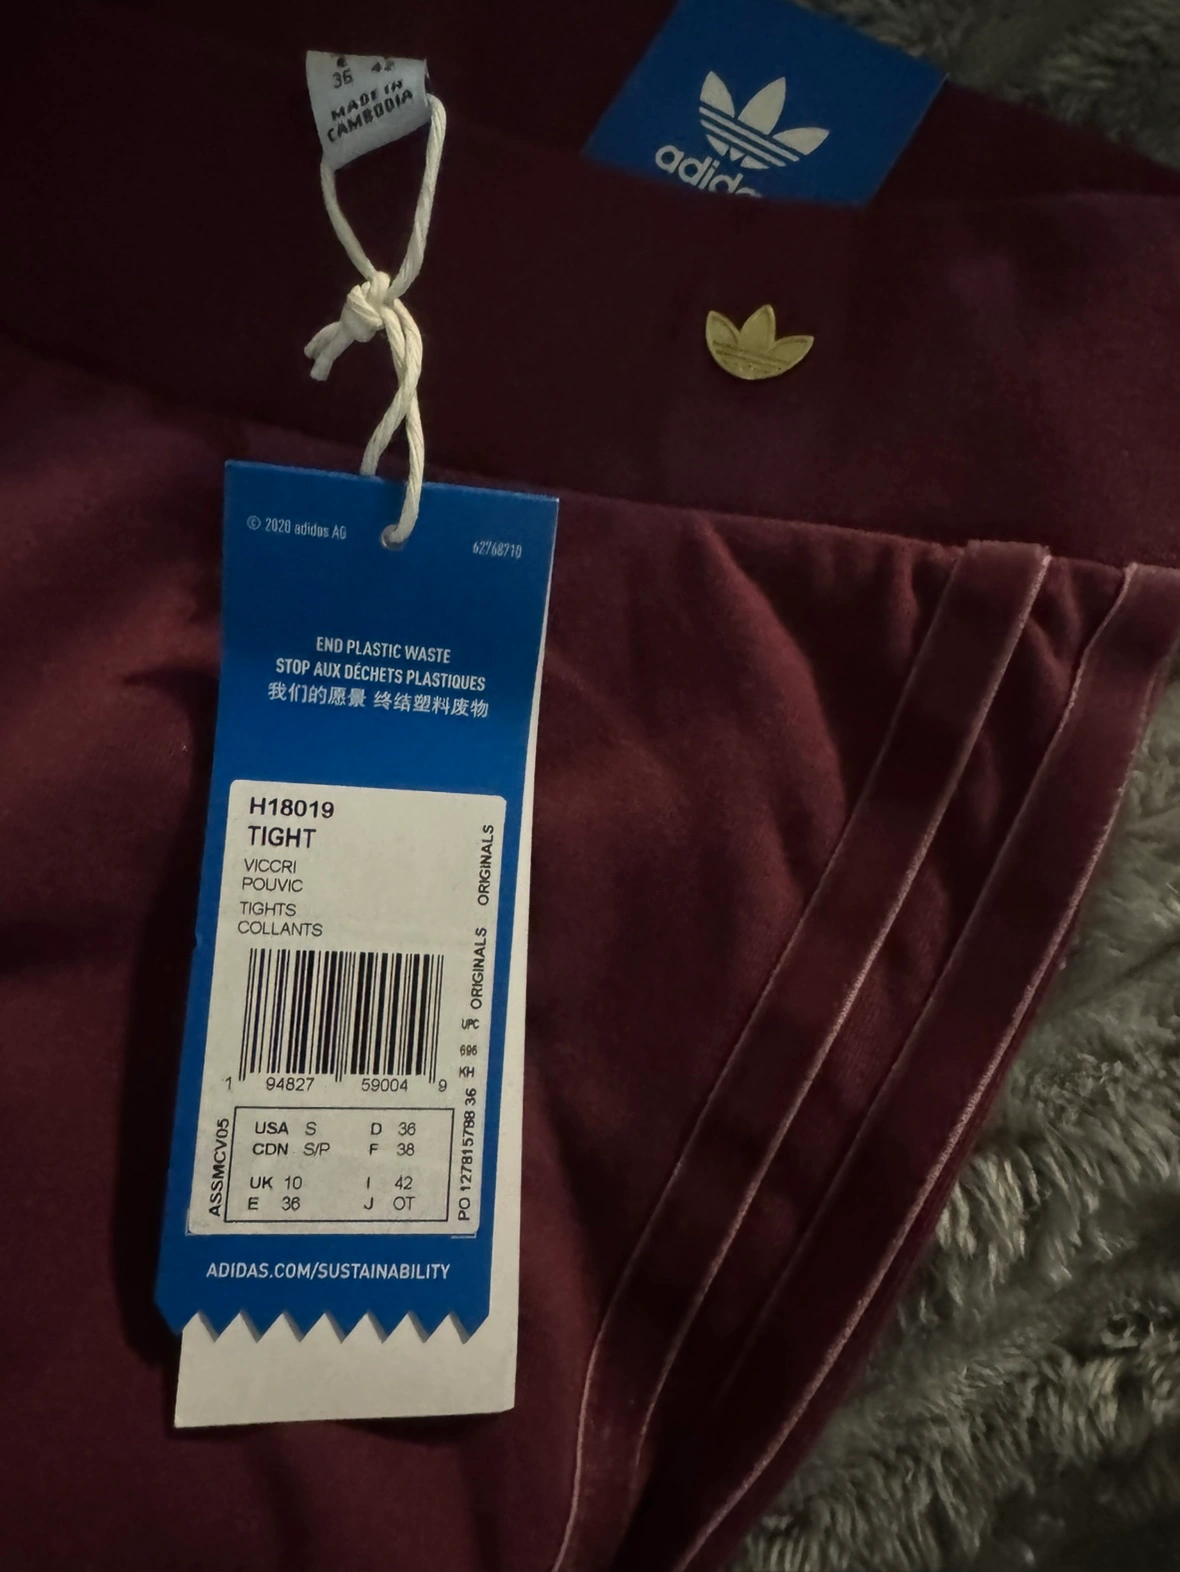 36 42
MADE IN
CAMBODIA
adidas
© 2020 adidas AG
62768710
END PLASTIC WASTE
STOP AUX DÉCHETS PLASTIQUES
我们的愿景 终结塑料废物
H18019
TIGHT
VICCRI
POUVIC
TIGHTS
COLLANTS
ORIGINALS
ORIGINALS
UPC
696
KH
1 94827 59004 9
USA S D 36
CDN S/P F 38
UK 10 I 42
E 36 J OT
ASSMCV05
PO 127815788 36
ADIDAS.COM/SUSTAINABILITY